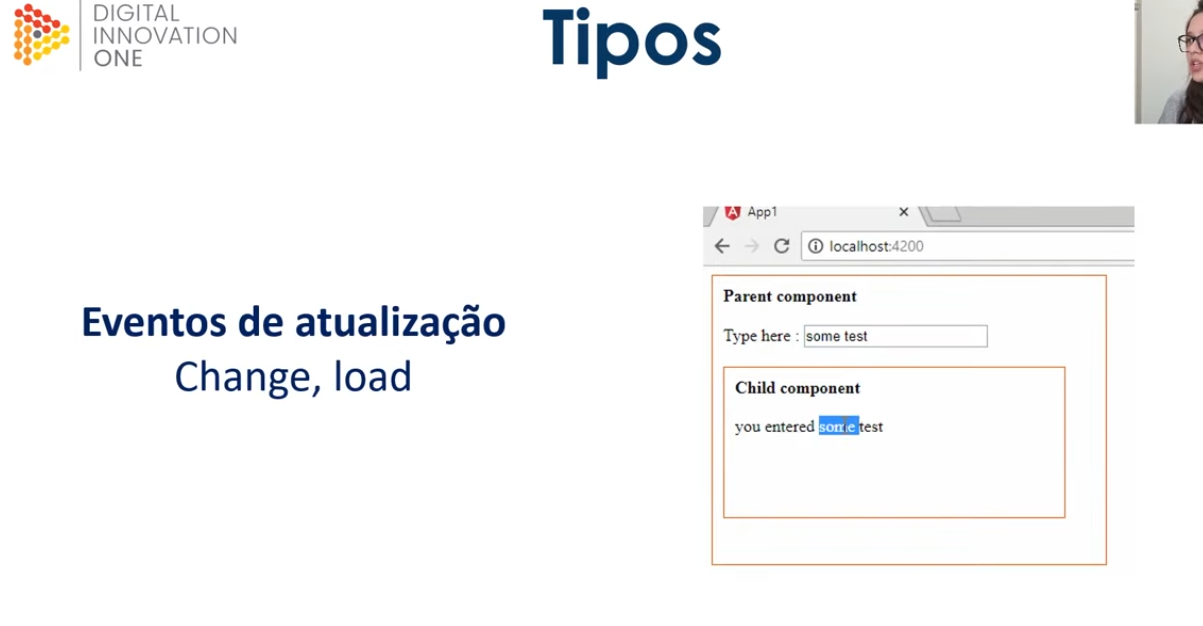 DIGITAL
INNOVATION
ONE
Tipos
Eventos de atualização
Change, load
A App1
localhost:4200
Parent component
Type here : some test
Child component
you entered some test